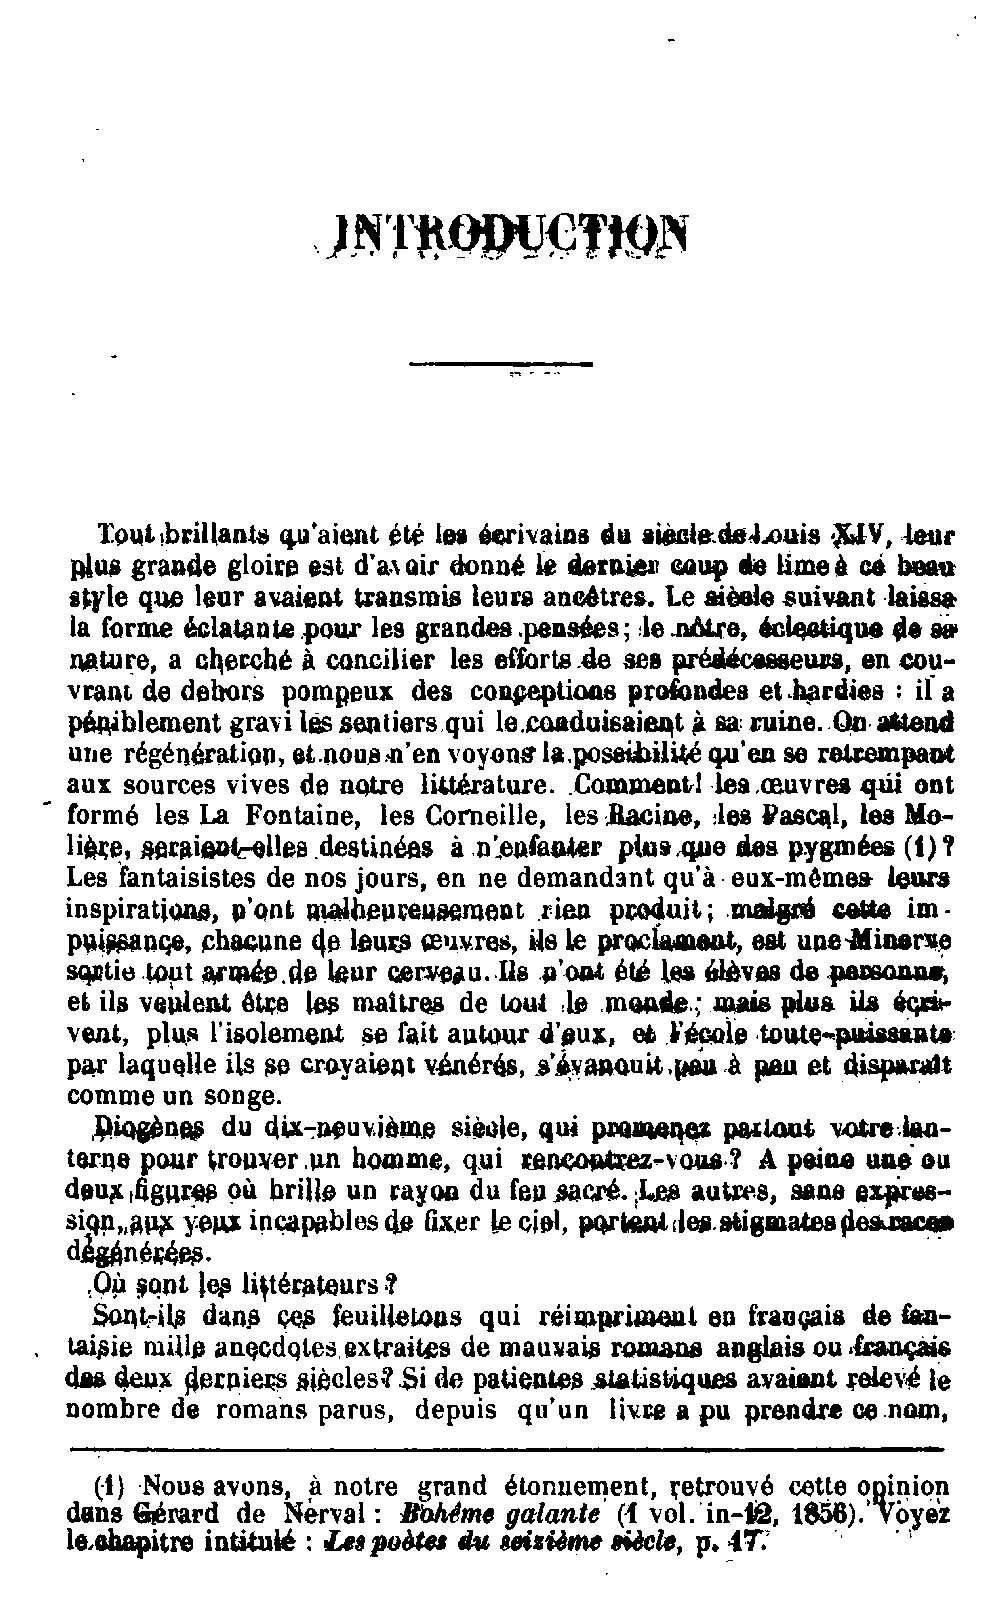 INTRODUCTION
Tout brillants qu'aient été les écrivains du siècle de Louis XIV, leur
plus grande gloire est d'avoir donné le dernier coup de lime à ce beau
style que leur avaient transmis leurs ancêtres. Le siècle suivant laissa
la forme éclatante pour les grandes pensées; le nôtre, éclectique de sa
nature, a cherché à concilier les efforts de ses prédécesseurs, en cou-
vrant de dehors pompeux des conceptions profondes et hardies : il a
péniblement gravi les sentiers qui le conduisaient à sa ruine. On attend
une régénération, et nous n'en voyons la possibilité qu'en se retrempant
aux sources vives de notre littérature. Comment! les œuvres qui ont
formé les La Fontaine, les Corneille, les Racine, les Pascal, les Mo-
lière, seraient-elles destinées à n'enfanter plus que des pygmées (1)?
Les fantaisistes de nos jours, en ne demandant qu'à eux-mêmes leurs
inspirations, n'ont malheureusement rien produit; malgré cette im-
puissance, chacune de leurs œuvres, ils le proclament, est une Minerve
sortie tout armée de leur cerveau. Ils n'ont été les élèves de personne,
et ils veulent être les maîtres de tout le monde; mais plus ils écri-
vent, plus l'isolement se fait autour d'eux, et l'école toute-puissante
par laquelle ils se croyaient vénérés, s'évanouit peu à peu et disparaît
comme un songe.
Diogènes du dix-neuvième siècle, qui promenez partout votre lan-
terne pour trouver un homme, qui rencontrez-vous? A peine une ou
deux figures où brille un rayon du feu sacré. Les autres, sans expres-
sion, aux yeux incapables de fixer le ciel, portent les stigmates des races
dégénérées.
Où sont les littérateurs?
Sont-ils dans ces feuilletons qui réimpriment en français de fan-
taisie mille anecdotes extraites de mauvais romans anglais ou français
des deux derniers siècles? Si de patientes statistiques avaient relevé le
nombre de romans parus, depuis qu'un livre a pu prendre ce nom,
(1) Nous avons, à notre grand étonnement, retrouvé cette opinion
dans Gérard de Nerval : Bohême galante (1 vol. in-12, 1856). Voyez
le chapitre intitulé : Les poètes du seizième siècle, p. 17.